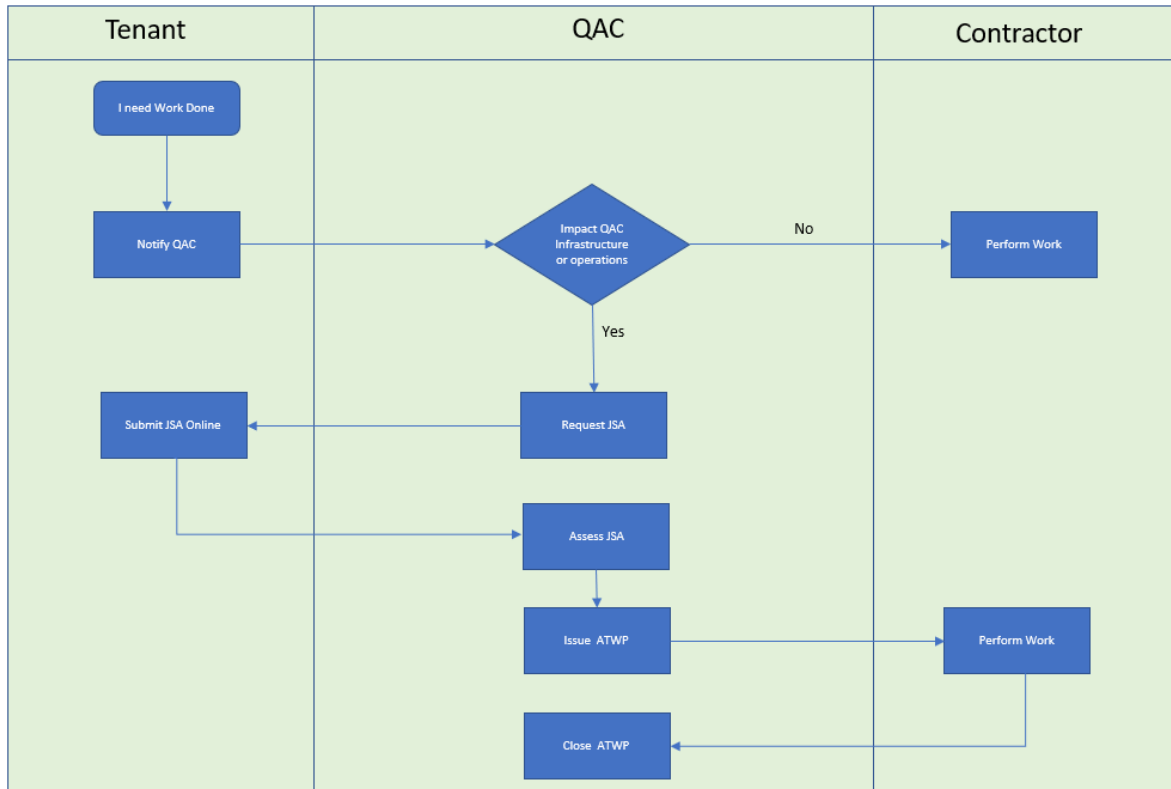 Tenant
QAC
Contractor
I need Work Done
Notify QAC
Impact QAC
Infrastructure
or operations
No
Perform Work
Yes
Submit JSA Online
Request JSA
Assess JSA
Issue ATWP
Perform Work
Close ATWP